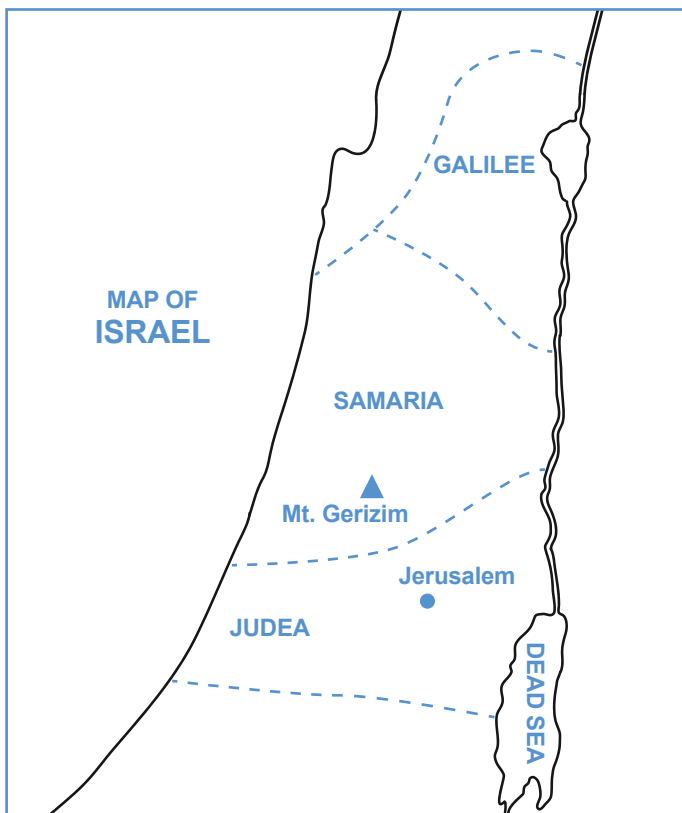 GALILEE
MAP OF
ISRAEL
SAMARIA
Mt. Gerizim
Jerusalem
JUDEA
DEAD SEA